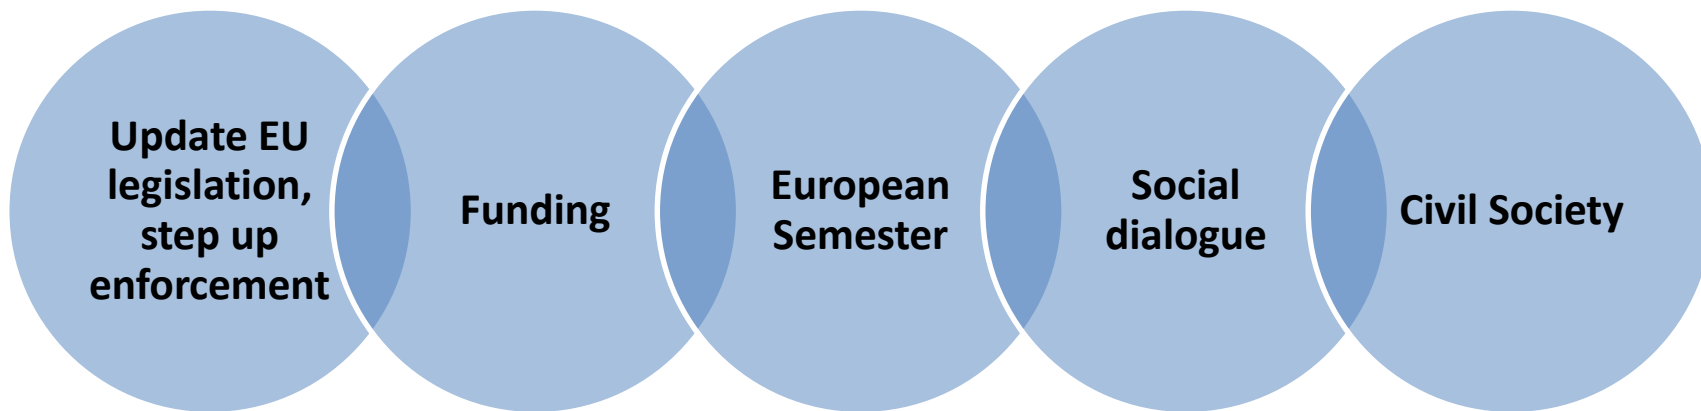 Update EU
legislation,
step up
enforcement
Funding
European
Semester
Social
dialogue
Civil Society